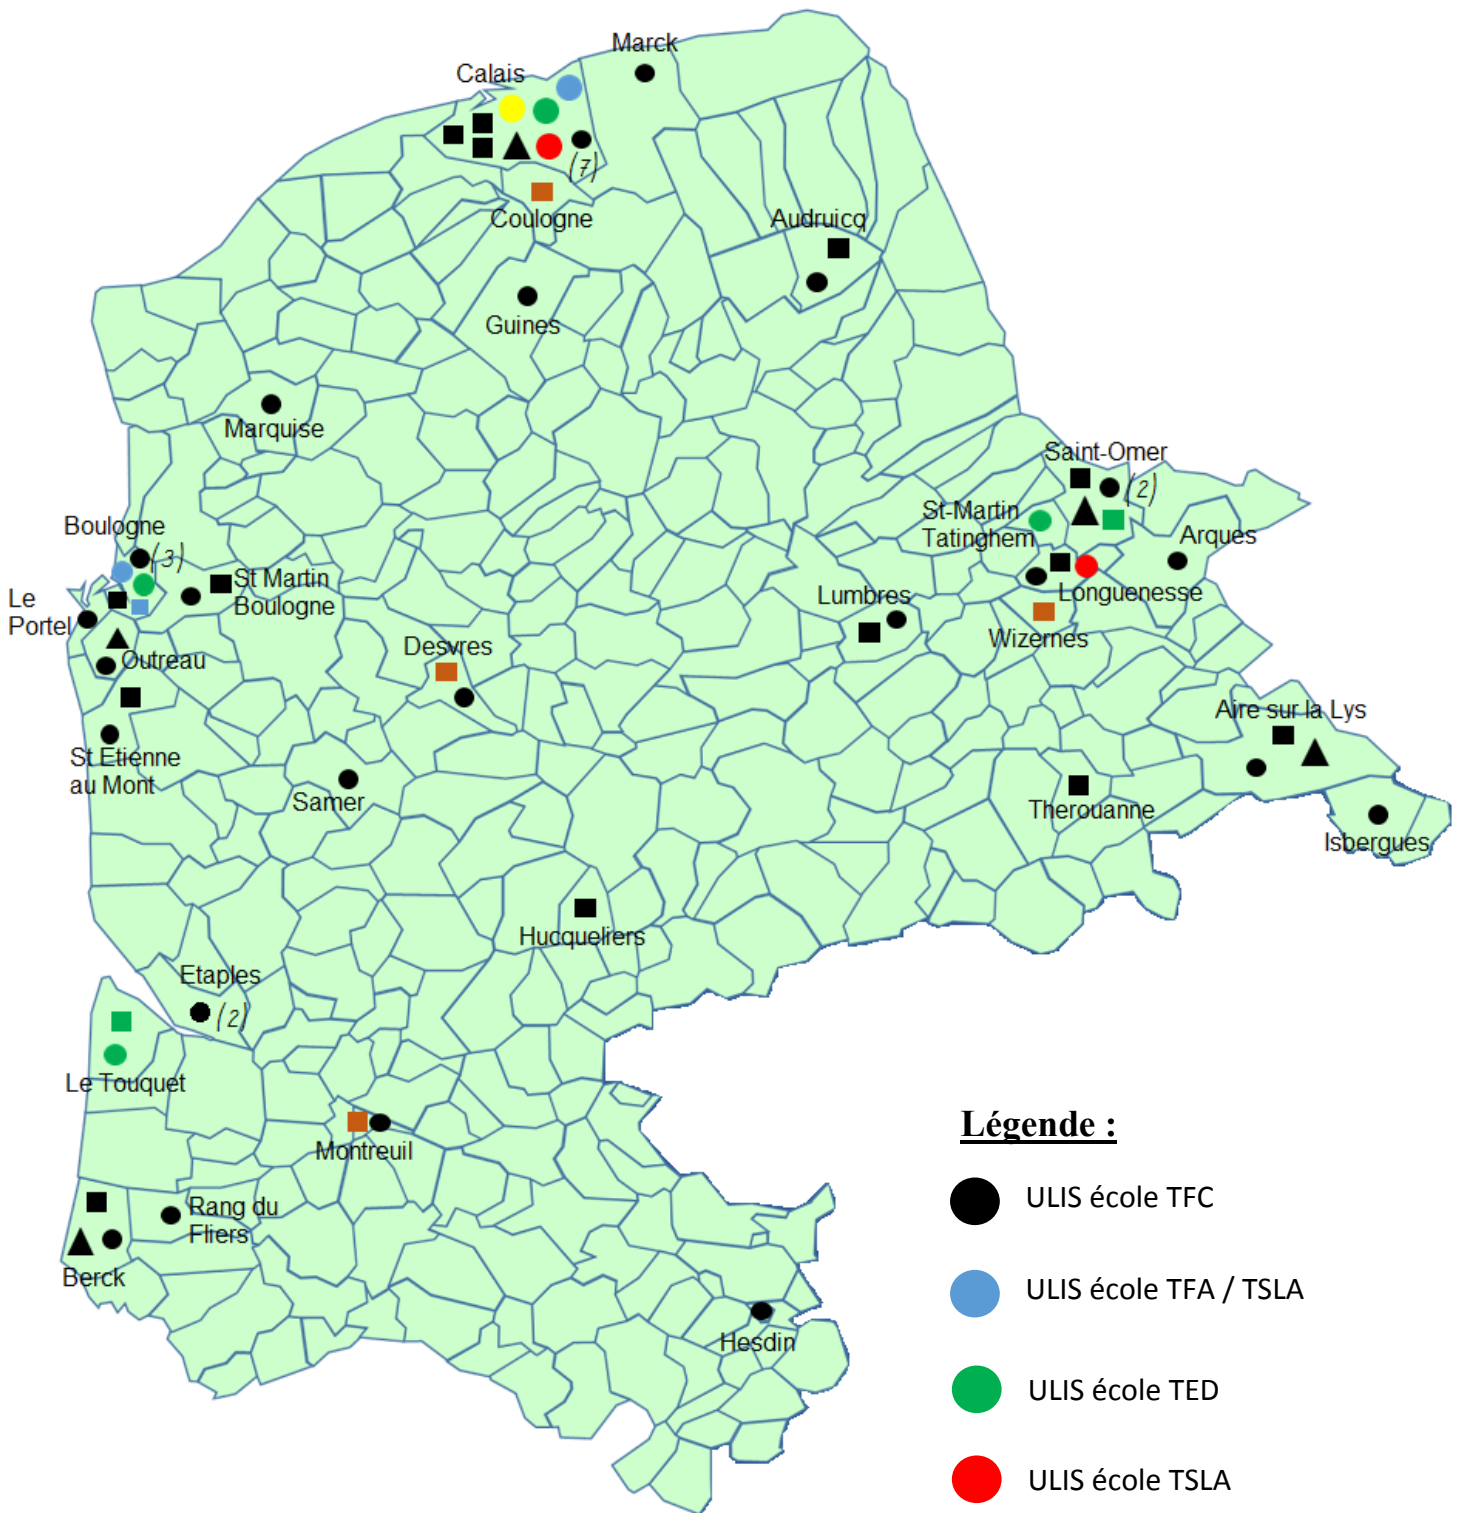 Marck
Calais
(7)
Coulogne
Audruicq
Guines
Marquise
Saint-Omer
(2)
St-Martin
Tatinghem
Arques
Boulogne
(3)
St Martin
Boulogne
Le
Portel
Longuenesse
Lumbres
Wizernes
Desvres
Outreau
Aire sur la Lys
St Etienne
au Mont
Samer
Therouanne
Isbergues
Hucqueliers
Etaples
(2)
Le Touquet
Montreuil
Rang du
Fliers
Berck
Hesdin
Légende :
ULIS école TFC
ULIS école TFA / TSLA
ULIS école TED
ULIS école TSLA